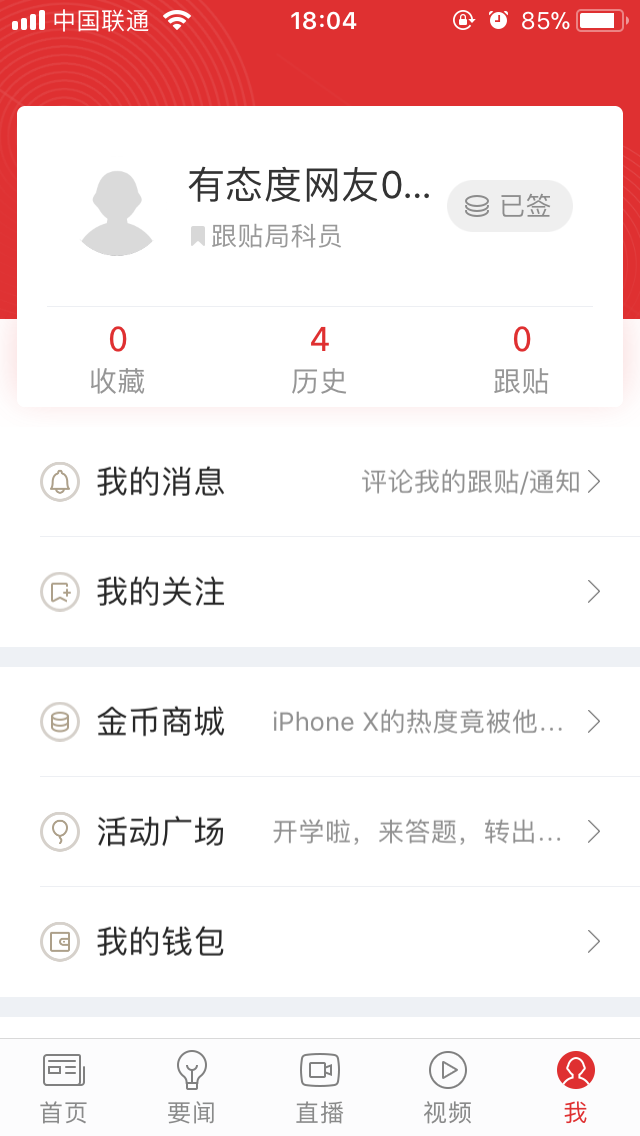 中国联通 18:04 85%
有态度网友0... 已签
跟贴局科员
0 4 0
收藏 历史 跟贴
我的消息 评论我的跟贴/通知
我的关注
金币商城 iPhone X的热度竟被他...
活动广场 开学啦，来答题，转出...
我的钱包
首页 要闻 直播 视频 我